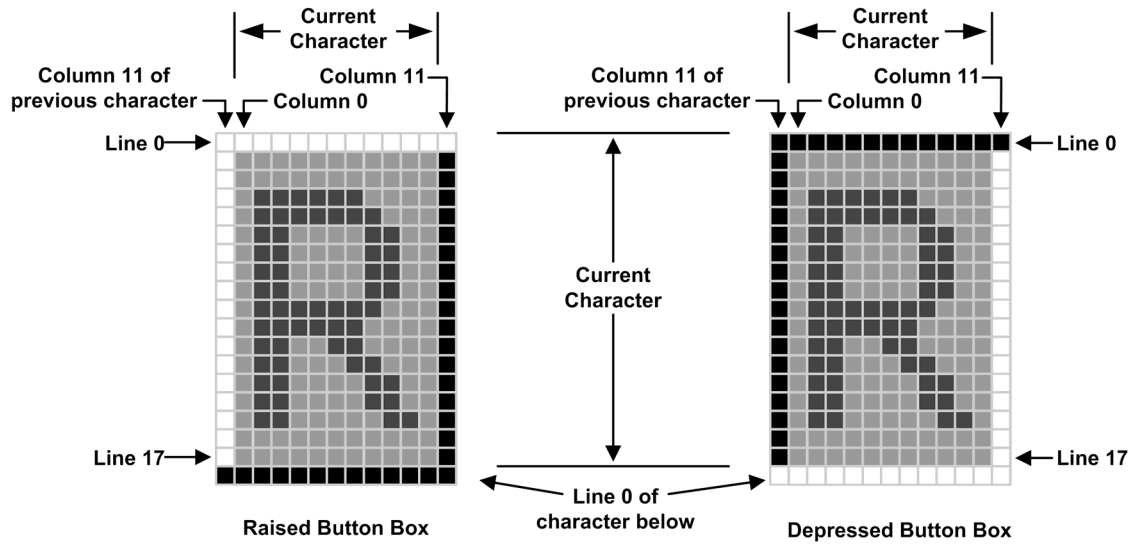 Current
Character
Column 11 of
previous character
Column 11
Column 0
Line 0
Line 17
Raised Button Box
Current
Character
Line 0 of
character below
Current
Character
Column 11 of
previous character
Column 11
Column 0
Line 0
Line 17
Depressed Button Box